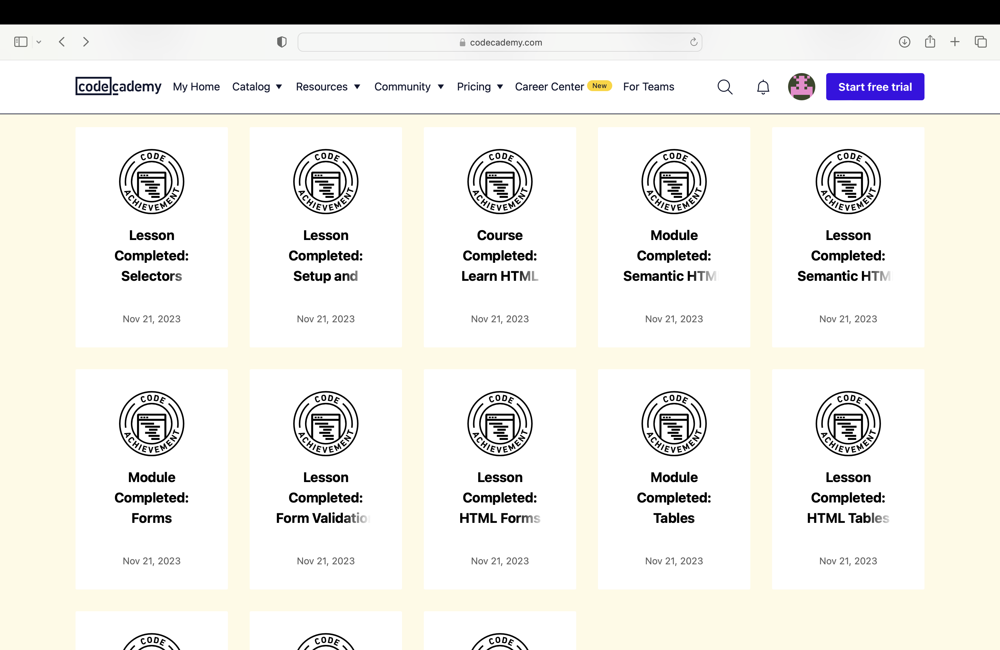 codecademy.com
codecademy My Home Catalog Resources Community Pricing Career Center New For Teams Start free trial
CODE ACHIEVEMENT
Lesson
Completed:
Selectors
Nov 21, 2023
CODE ACHIEVEMENT
Lesson
Completed:
Setup and
Nov 21, 2023
CODE ACHIEVEMENT
Course
Completed:
Learn HTML
Nov 21, 2023
CODE ACHIEVEMENT
Module
Completed:
Semantic HTM
Nov 21, 2023
CODE ACHIEVEMENT
Lesson
Completed:
Semantic HTM
Nov 21, 2023
CODE ACHIEVEMENT
Module
Completed:
Forms
Nov 21, 2023
CODE ACHIEVEMENT
Lesson
Completed:
Form Validation
Nov 21, 2023
CODE ACHIEVEMENT
Lesson
Completed:
HTML Forms
Nov 21, 2023
CODE ACHIEVEMENT
Module
Completed:
Tables
Nov 21, 2023
CODE ACHIEVEMENT
Lesson
Completed:
HTML Tables
Nov 21, 2023
CODE
CODE
CODE